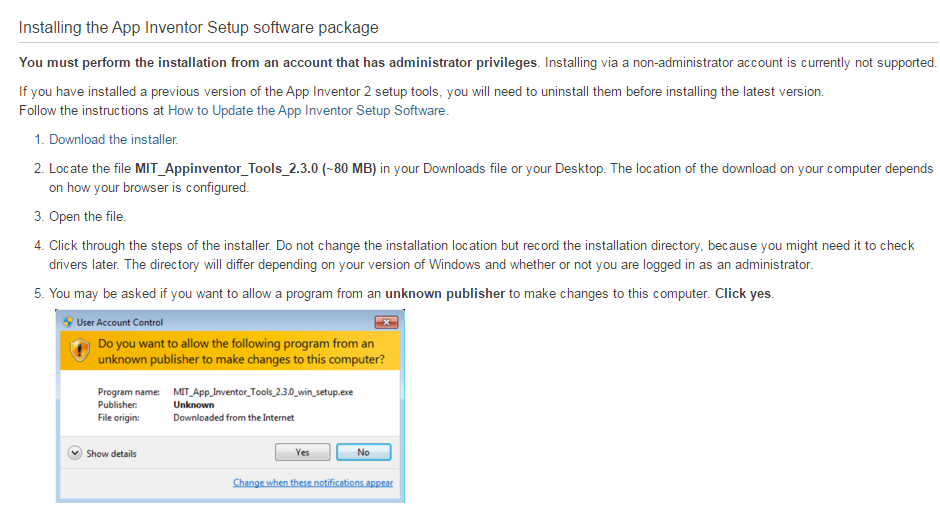 Installing the App Inventor Setup software package
You must perform the installation from an account that has administrator privileges. Installing via a non-administrator account is currently not supported.
If you have installed a previous version of the App Inventor 2 setup tools, you will need to uninstall them before installing the latest version.
Follow the instructions at How to Update the App Inventor Setup Software.
1. Download the installer.
2. Locate the file MIT_Appinventor_Tools_2.3.0 (~80 MB) in your Downloads file or your Desktop. The location of the download on your computer depends
on how your browser is configured.
3. Open the file.
4. Click through the steps of the installer. Do not change the installation location but record the installation directory, because you might need it to check
drivers later. The directory will differ depending on your version of Windows and whether or not you are logged in as an administrator.
5. You may be asked if you want to allow a program from an unknown publisher to make changes to this computer. Click yes.
User Account Control
Do you want to allow the following program from an
unknown publisher to make changes to this computer?
Program name: MIT_App_Inventor_Tools_2.3.0_win_setup.exe
Publisher: Unknown
File origin: Downloaded from the Internet
Show details Yes No
Change when these notifications appear